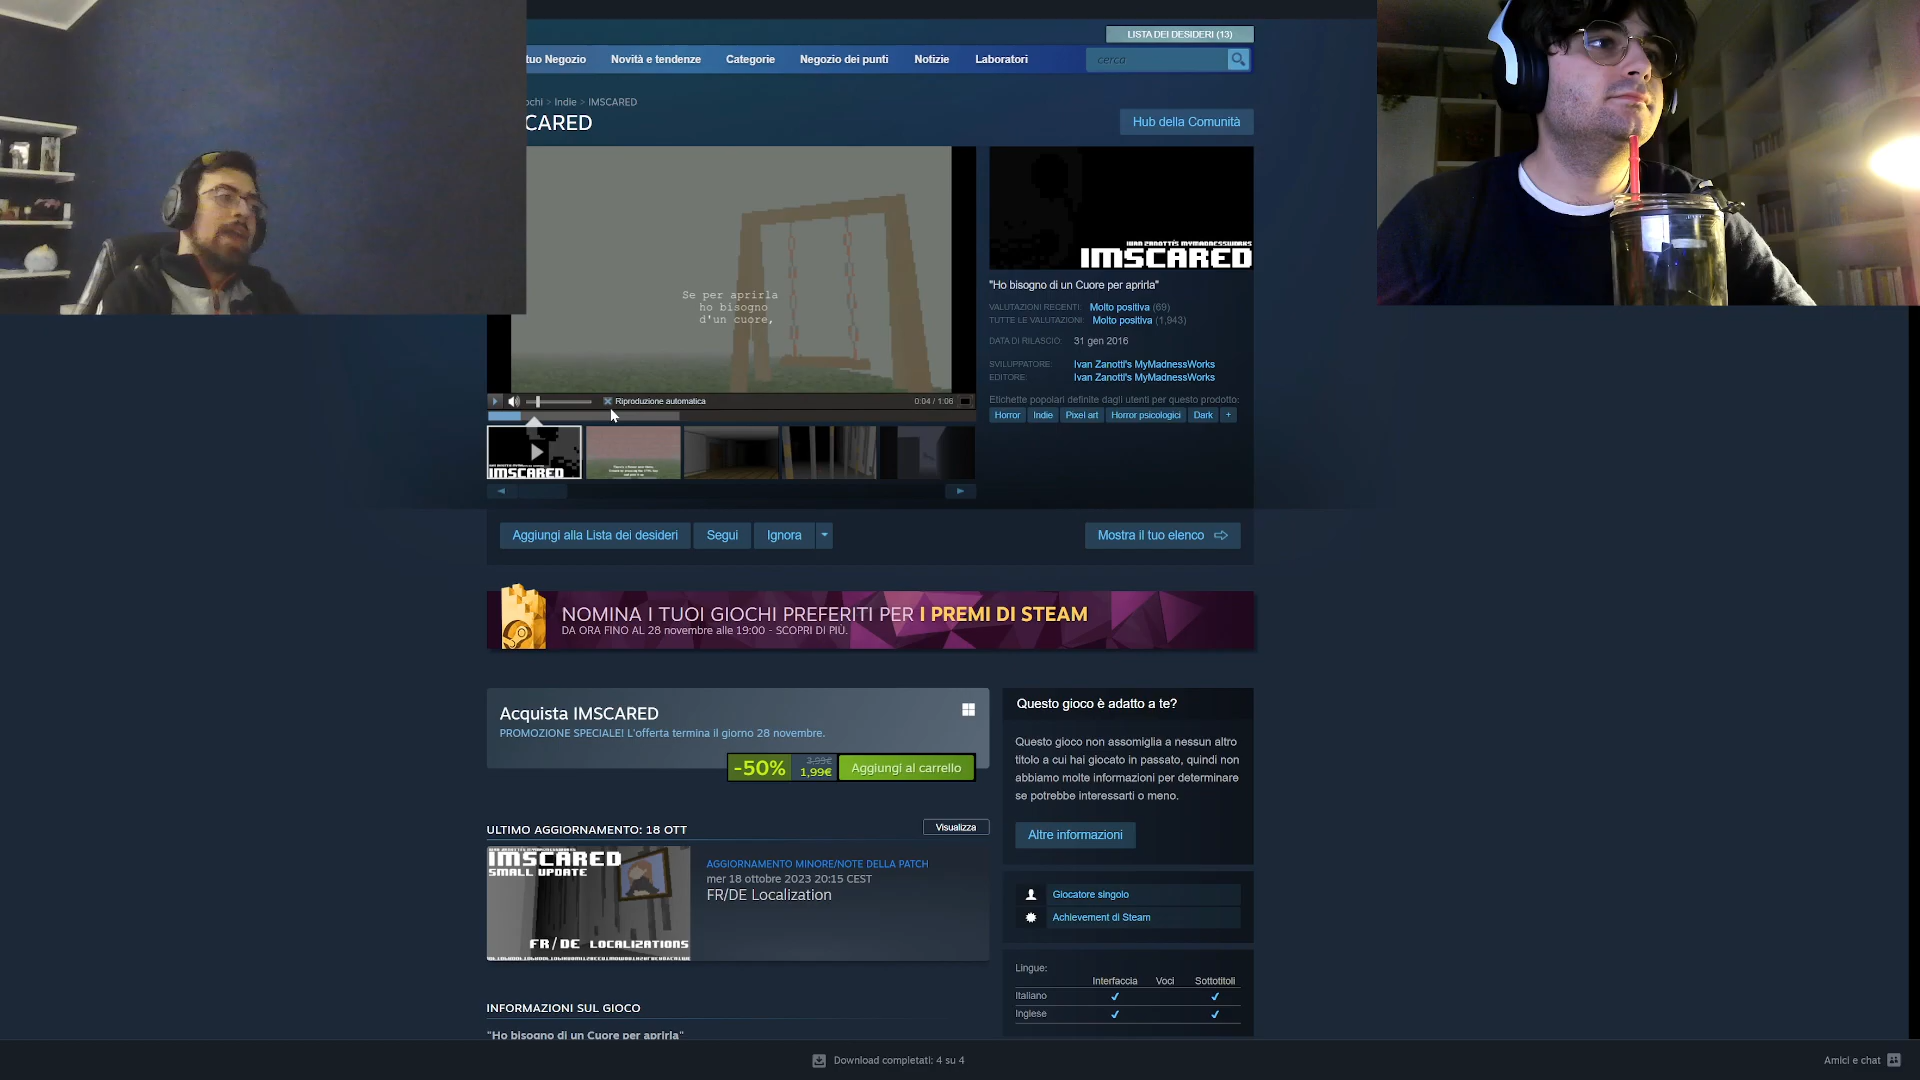 LISTA DEI DESIDERI (13)
tuo Negozio
Novità e tendenze
Categorie
Negozio dei punti
Notizie
Laboratori
cerca
ochi > Indie > IMSCARED
SCARED
Hub della Comunità
Se per aprirla
ho bisogno
d'un cuore,
Riproduzione automatica
0:04 / 1:06
IMSCARED
IVAN ZANOTTI'S MYMADNESSWORKS
IMSCARED
"Ho bisogno di un Cuore per aprirla"
VALUTAZIONI RECENTI: Molto positiva (69)
TUTTE LE VALUTAZIONI: Molto positiva (1,943)
DATA DI RILASCIO: 31 gen 2016
SVILUPPATORE: Ivan Zanotti's MyMadnessWorks
EDITORE: Ivan Zanotti's MyMadnessWorks
Etichette popolari definite dagli utenti per questo prodotto:
Horror
Indie
Pixel art
Horror psicologici
Dark
+
Aggiungi alla Lista dei desideri
Segui
Ignora
Mostra il tuo elenco
NOMINA I TUOI GIOCHI PREFERITI PER I PREMI DI STEAM
DA ORA FINO AL 28 novembre alle 19:00 - SCOPRI DI PIÙ.
Acquista IMSCARED
PROMOZIONE SPECIALE! L'offerta termina il giorno 28 novembre.
-50%
3,99€
1,99€
Aggiungi al carrello
Questo gioco è adatto a te?
Questo gioco non assomiglia a nessun altro
titolo a cui hai giocato in passato, quindi non
abbiamo molte informazioni per determinare
se potrebbe interessarti o meno.
Altre informazioni
ULTIMO AGGIORNAMENTO: 18 OTT
Visualizza
IMSCARED
SMALL UPDATE
FR/DE LOCALIZATIONS
AGGIORNAMENTO MINORE/NOTE DELLA PATCH
mer 18 ottobre 2023 20:15 CEST
FR/DE Localization
Giocatore singolo
Achievement di Steam
Lingue:
Interfaccia
Voci
Sottotitoli
Italiano ✔ ✔
Inglese ✔ ✔
INFORMAZIONI SUL GIOCO
"Ho bisogno di un Cuore per aprirla"
Download completati: 4 su 4
Amici e chat